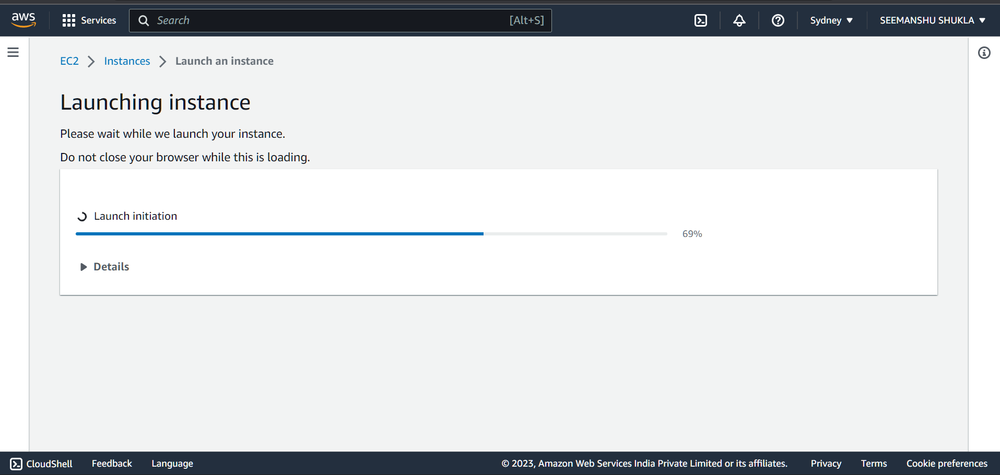 aws Services Search [Alt+S] Sydney SEEMANSHU SHUKLA
EC2 Instances Launch an instance
Launching instance
Please wait while we launch your instance.
Do not close your browser while this is loading.
Launch initiation
69%
Details
CloudShell Feedback Language © 2023, Amazon Web Services India Private Limited or its affiliates. Privacy Terms Cookie preferences